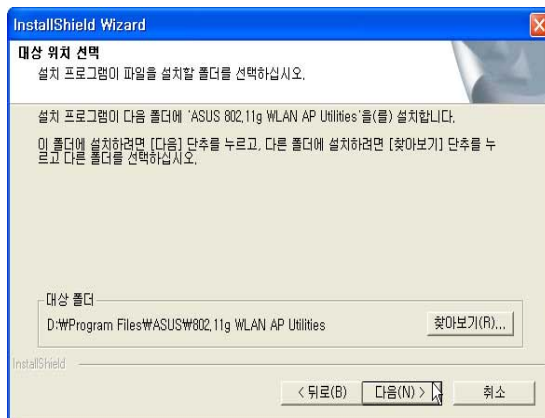 InstallShield Wizard
대상 위치 선택
설치 프로그램이 파일을 설치할 폴더를 선택하십시오.
설치 프로그램이 다음 폴더에 'ASUS 802.11g WLAN AP Utilities'을(를) 설치합니다.
이 폴더에 설치하려면 [다음] 단추를 누르고, 다른 폴더에 설치하려면 [찾아보기] 단추를 누
르고 다른 폴더를 선택하십시오.
대상 폴더
D:₩Program Files₩ASUS₩802.11g WLAN AP Utilities
찾아보기(R)...
InstallShield
< 뒤로(B)
다음(N) >
취소